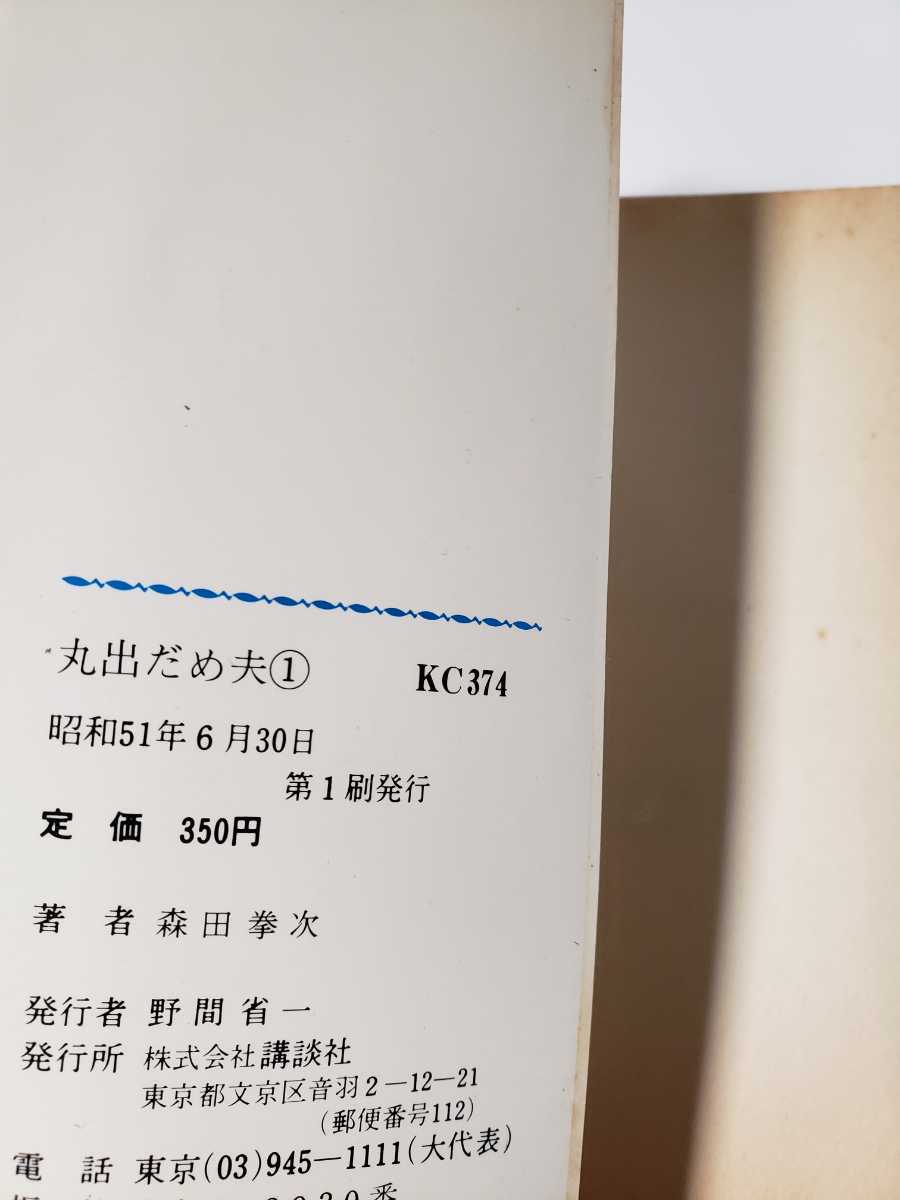 丸出だめ夫① KC374
昭和51年6月30日
第1刷発行
定 価 350円
著 者 森田拳次
発行者 野間省一
発行所 株式会社講談社
東京都文京区音羽2—12—21
(郵便番号112)
電 話 東京(03)945—1111(大代表)